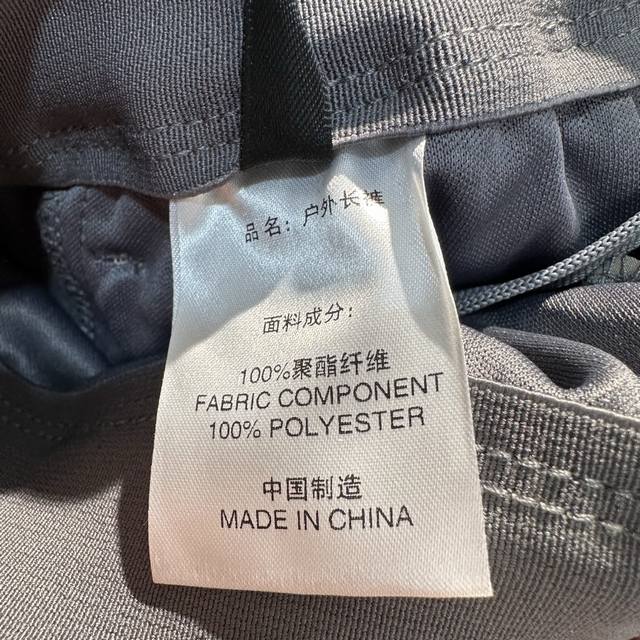 品名：户外长裤
面料成分：
100%聚酯纤维
FABRIC COMPONENT
100% POLYESTER
中国制造
MADE IN CHINA